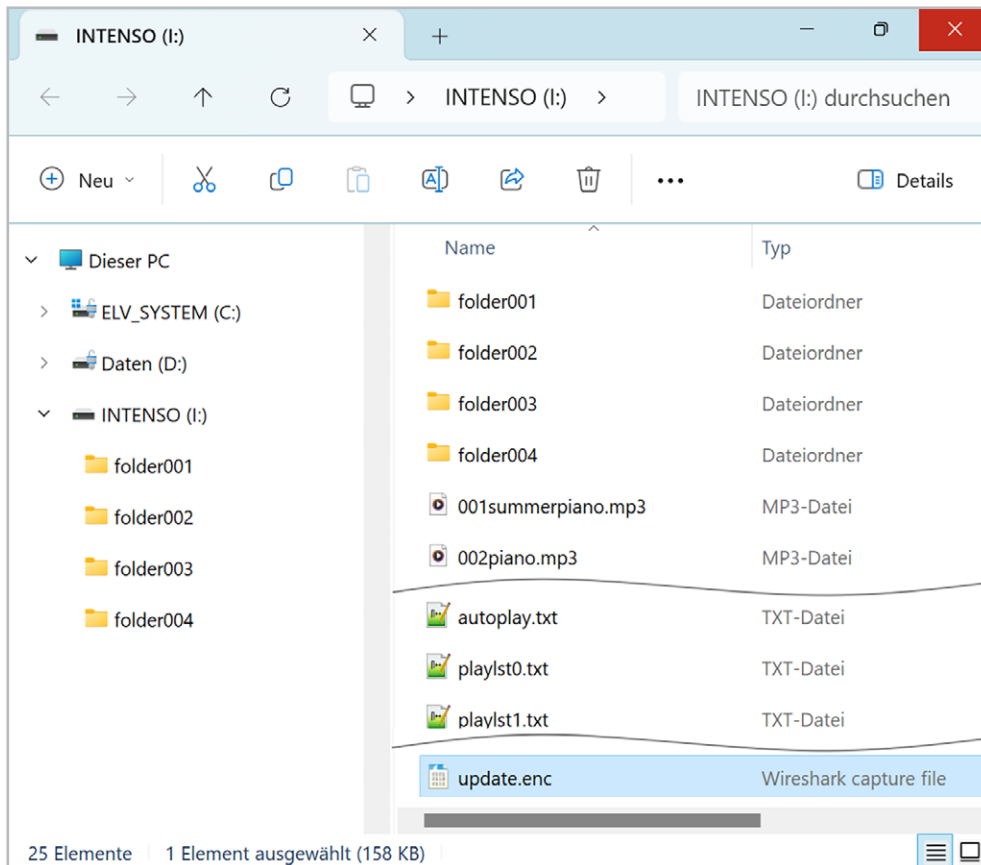 INTENSO (I:)
INTENSO (I:)
INTENSO (I:) durchsuchen
Neu
Details
Dieser PC
ELV_SYSTEM (C:)
Daten (D:)
INTENSO (I:)
folder001
folder002
folder003
folder004
Name Typ
folder001 Dateiordner
folder002 Dateiordner
folder003 Dateiordner
folder004 Dateiordner
001summerpiano.mp3 MP3-Datei
002piano.mp3 MP3-Datei
autoplay.txt TXT-Datei
playlst0.txt TXT-Datei
playlst1.txt TXT-Datei
update.enc Wireshark capture file
25 Elemente 1 Element ausgewählt (158 KB)